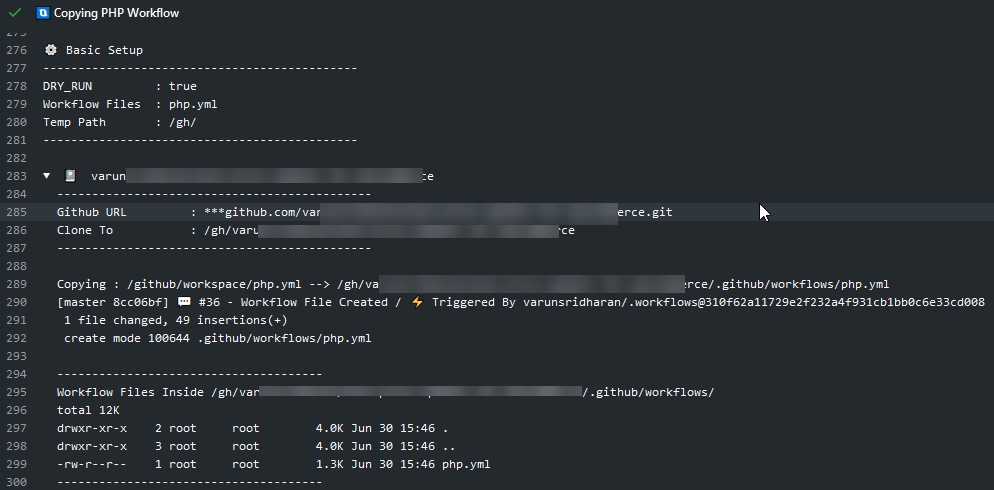 Copying PHP Workflow
275
276 Basic Setup
277 ---------------------------------------------
278 DRY_RUN : true
279 Workflow Files : php.yml
280 Temp Path : /gh/
281 ---------------------------------------------
282
283 varun ce
284 ---------------------------------------------
285 Github URL : ***github.com/var erce.git
286 Clone To : /gh/varu rce
287 ---------------------------------------------
288
289 Copying : /github/workspace/php.yml --> /gh/va erce/.github/workflows/php.yml
290 [master 8cc06bf] 💬 #36 - Workflow File Created / ⚡ Triggered By varunsridharan/.workflows@310f62a11729e2f232a4f931cb1bb0c6e33cd008
291 1 file changed, 49 insertions(+)
292 create mode 100644 .github/workflows/php.yml
293
294 --------------------------------------
295 Workflow Files Inside /gh/var /.github/workflows/
296 total 12K
297 drwxr-xr-x 2 root root 4.0K Jun 30 15:46 .
298 drwxr-xr-x 3 root root 4.0K Jun 30 15:46 ..
299 -rw-r--r-- 1 root root 1.3K Jun 30 15:46 php.yml
300 --------------------------------------